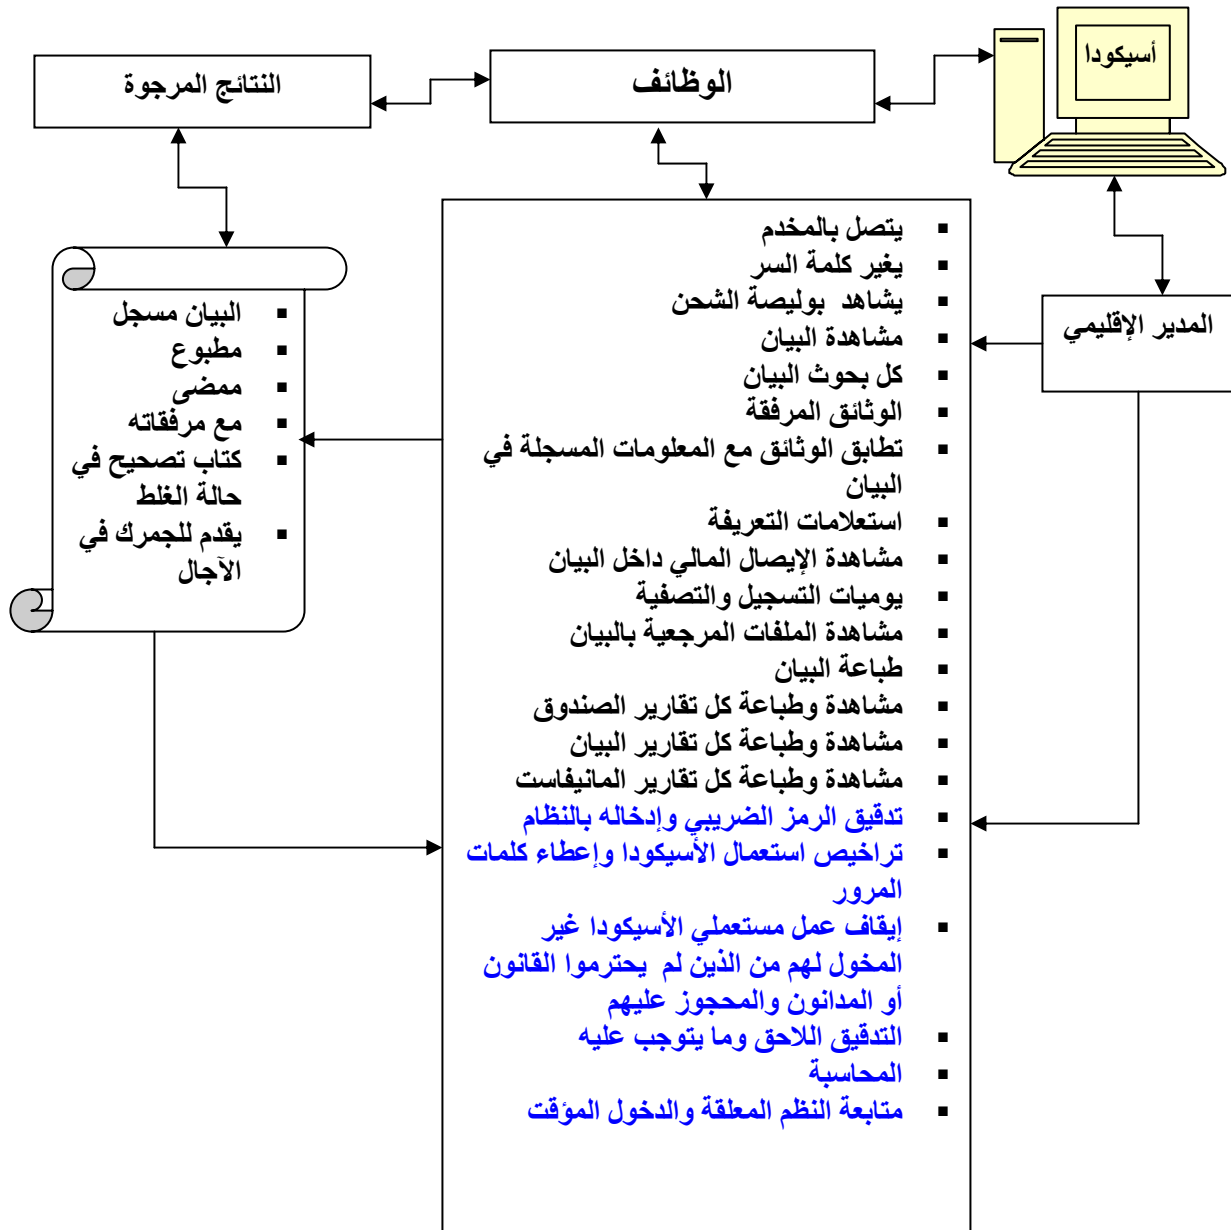 أسيكودا
الوظائف
النتائج المرجوة
المدير الإقليمي
▪ يتصل بالمخدم
▪ يغير كلمة السر
▪ يشاهد بوليصة الشحن
▪ مشاهدة البيان
▪ كل بحوث البيان
▪ الوثائق المرفقة
▪ تطابق الوثائق مع المعلومات المسجلة في
البيان
▪ استعلامات التعريفة
▪ مشاهدة الإيصال المالي داخل البيان
▪ يوميات التسجيل والتصفية
▪ مشاهدة الملفات المرجعية بالبيان
▪ طباعة البيان
▪ مشاهدة وطباعة كل تقارير الصندوق
▪ مشاهدة وطباعة كل تقارير البيان
▪ مشاهدة وطباعة كل تقارير المانيفاست
▪ تدقيق الرمز الضريبي وإدخاله بالنظام
▪ تراخيص استعمال الأسيكودا وإعطاء كلمات
المرور
▪ إيقاف عمل مستعملي الأسيكودا غير
المخول لهم من الذين لم يحترموا القانون
أو المدانون والمحجوز عليهم
▪ التدقيق اللاحق وما يتوجب عليه
▪ المحاسبة
▪ متابعة النظم المعلقة والدخول المؤقت
▪ البيان مسجل
▪ مطبوع
▪ ممضى
▪ مع مرفقاته
▪ كتاب تصحيح في
حالة الغلط
▪ يقدم للجمرك في
الآجال